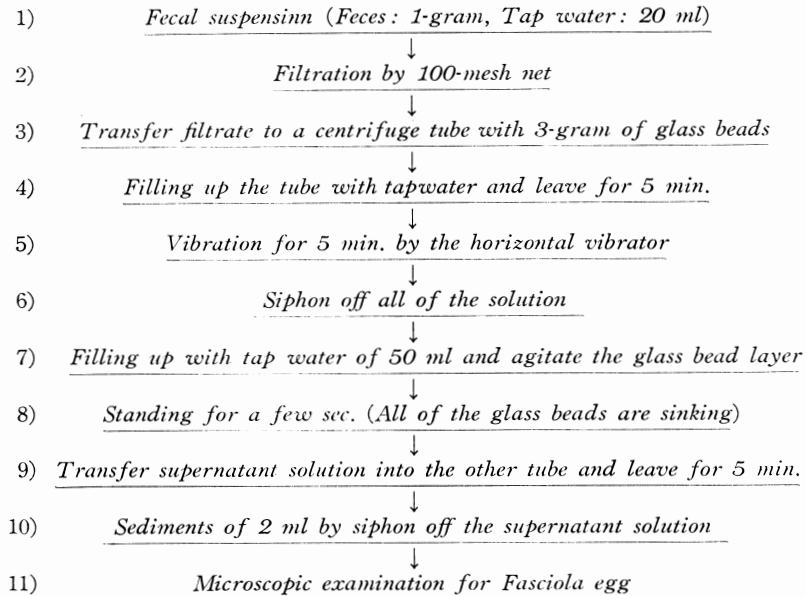 1) Fecal suspensinn (Feces: 1-gram, Tap water: 20 ml)
↓
2) Filtration by 100-mesh net
↓
3) Transfer filtrate to a centrifuge tube with 3-gram of glass beads
↓
4) Filling up the tube with tapwater and leave for 5 min.
↓
5) Vibration for 5 min. by the horizontal vibrator
↓
6) Siphon off all of the solution
↓
7) Filling up with tap water of 50 ml and agitate the glass bead layer
↓
8) Standing for a few sec. (All of the glass beads are sinking)
↓
9) Transfer supernatant solution into the other tube and leave for 5 min.
↓
10) Sediments of 2 ml by siphon off the supernatant solution
↓
11) Microscopic examination for Fasciola egg